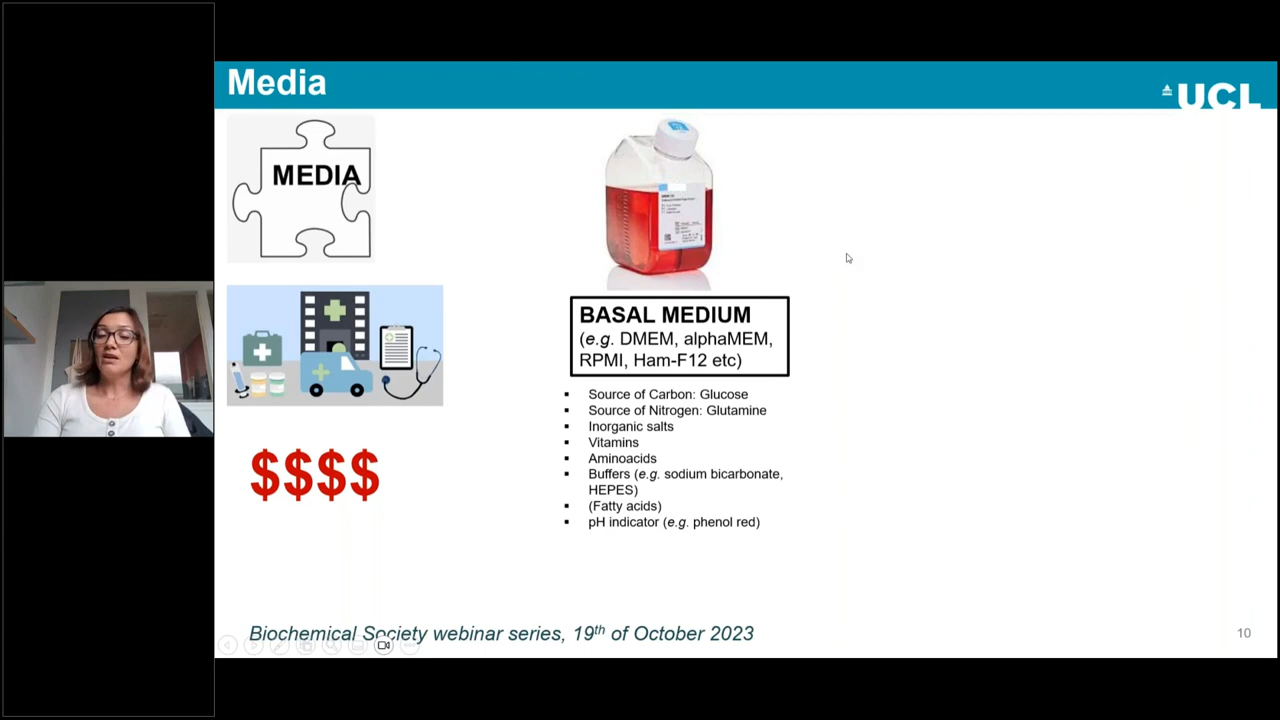 Media
UCL
MEDIA
BASAL MEDIUM
(e.g. DMEM, alphaMEM,
RPMI, Ham-F12 etc)
▪ Source of Carbon: Glucose
▪ Source of Nitrogen: Glutamine
▪ Inorganic salts
▪ Vitamins
▪ Aminoacids
▪ Buffers (e.g. sodium bicarbonate,
HEPES)
▪ (Fatty acids)
▪ pH indicator (e.g. phenol red)
$$$$
Biochemical Society webinar series, 19th of October 2023
10